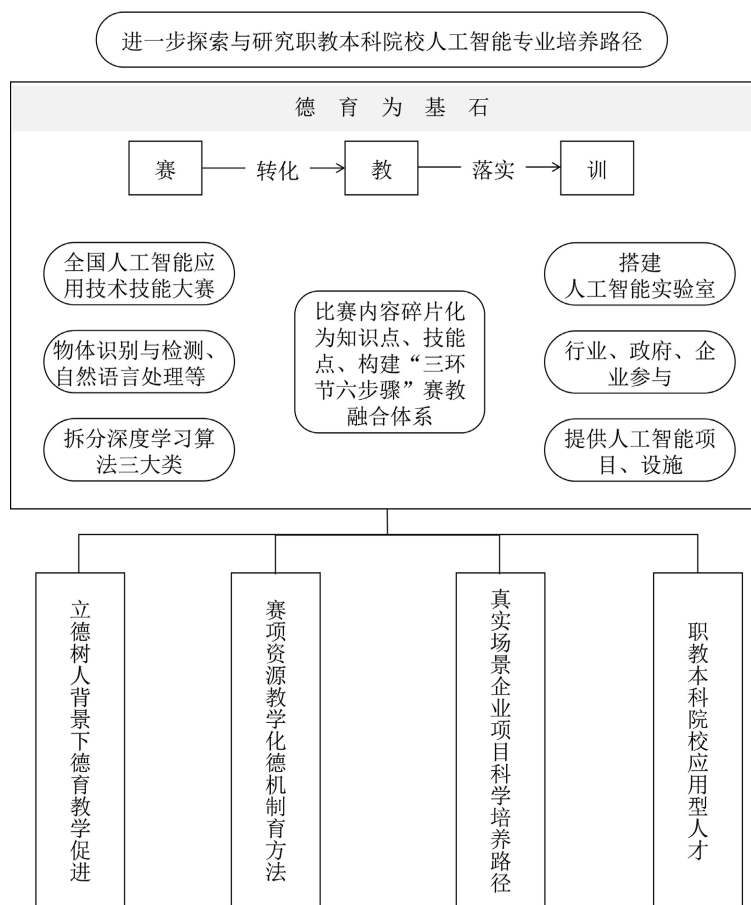 进一步探索与研究职教本科院校人工智能专业培养路径
德育为基石
赛 转化 教 落实 训
全国人工智能应
用技术技能大赛
物体识别与检测、
自然语言处理等
拆分深度学习算
法三大类
比赛内容碎片化
为知识点、技能
点、构建“三环
节六步骤”赛教
融合体系
搭建
人工智能实验室
行业、政府、企
业参与
提供人工智能项
目、设施
立德树人背景下德育教学促进
赛项资源教学化德机制育方法
真实场景企业项目科学培养路径
职教本科院校应用型人才